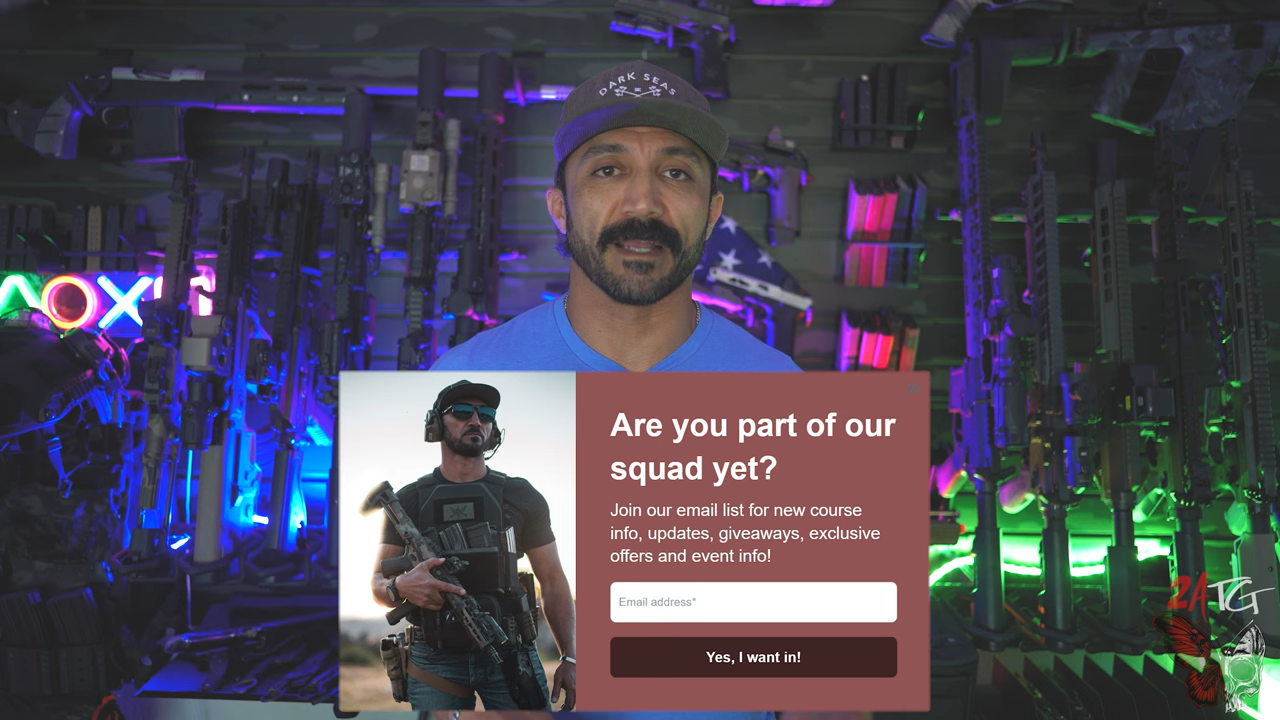 DARK SEAS
Are you part of our
squad yet?
Join our email list for new course
info, updates, giveaways, exclusive
offers and event info!
Email address*
Yes, I want in!
2ATG